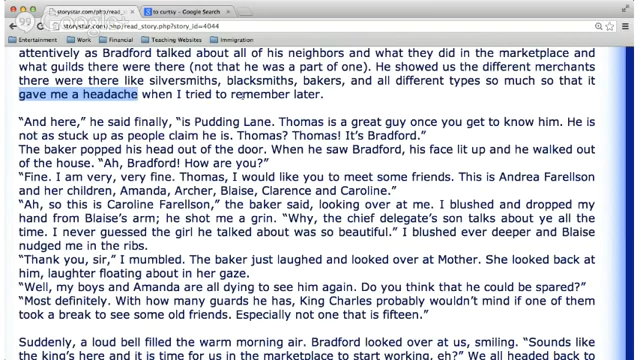 storystar.com/php/read_story.ph
to curtsy - Google Search
storystar.com/php/read_story.php?story_id=4044
Entertainment Work Financial Teaching Websites Immigration
attentively as Bradford talked about all of his neighbors and what they did in the marketplace and
what guilds there were there (not that he was a part of one). He showed us the different merchants
there were there like silversmiths, blacksmiths, bakers, and all different types so much so that it
gave me a headache when I tried to remember later.
“And here,” he said finally, “is Pudding Lane. Thomas is a great guy once you get to know him. He is
not as stuck up as people claim he is. Thomas? Thomas! It’s Bradford.”
The baker popped his head out of the door. When he saw Bradford, his face lit up and he walked out
of the house. “Ah, Bradford! How are you?”
“Fine. I am very, very fine. Thomas, I would like you to meet some friends. This is Andrea Farellson
and her children, Amanda, Archer, Blaise, Clarence and Caroline.”
“Ah, so this is Caroline Farellson,” the baker said, looking over at me. I blushed and dropped my
hand from Blaise’s arm; he shot me a grin. “Why, the chief delegate’s son talks about ye all the
time. I never guessed the girl he talked about was so beautiful.” I blushed ever deeper and Blaise
nudged me in the ribs.
“Thank you, sir,” I mumbled. The baker just laughed and looked over at Mother. She looked back at
him, laughter floating about in her gaze.
“Well, my boys and Amanda are all dying to see him again. Do you think that he could be spared?”
“Most definitely. With how many guards he has, King Charles probably wouldn’t mind if one of them
took a break to see some old friends. Especially not one that is fifteen.”
Suddenly, a loud bell filled the warm morning air. Bradford looked over at us, smiling. “Sounds like
the king’s here and it is time for us in the marketplace to start working, eh?” We all headed back to